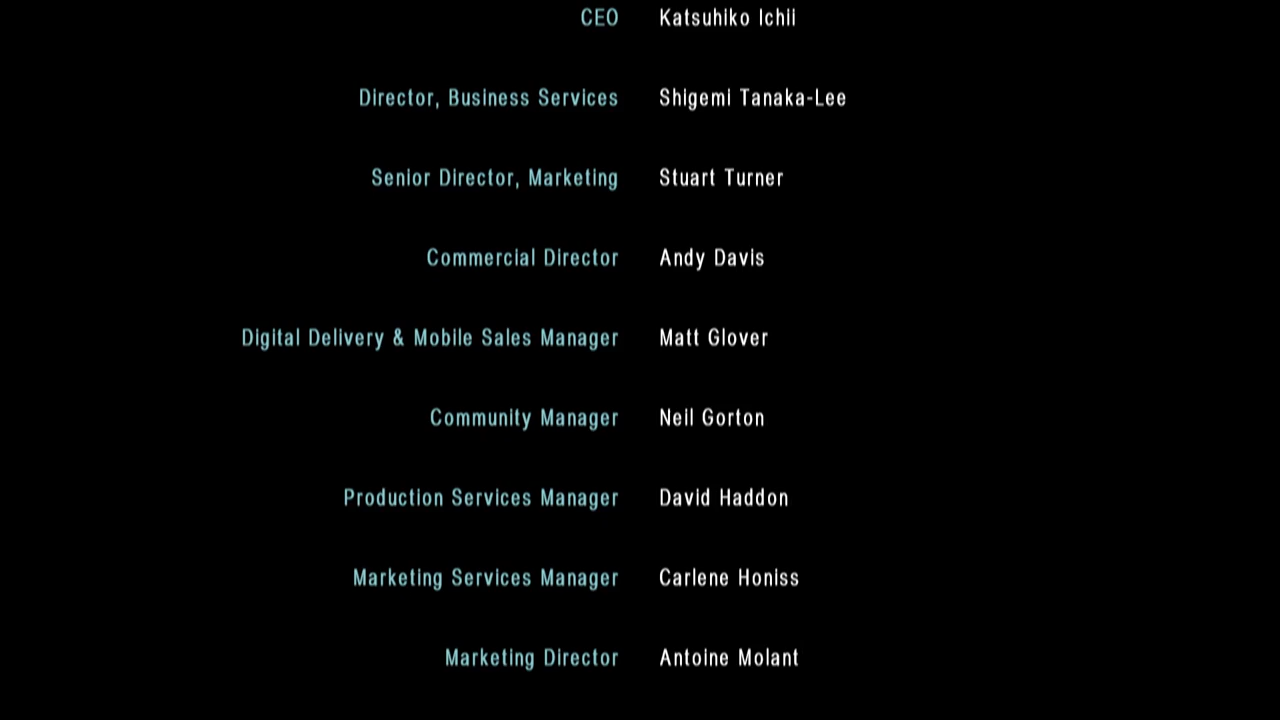 CEO Katsuhiko Ichii
Director, Business Services Shigemi Tanaka-Lee
Senior Director, Marketing Stuart Turner
Commercial Director Andy Davis
Digital Delivery & Mobile Sales Manager Matt Glover
Community Manager Neil Gorton
Production Services Manager David Haddon
Marketing Services Manager Carlene Honiss
Marketing Director Antoine Molant